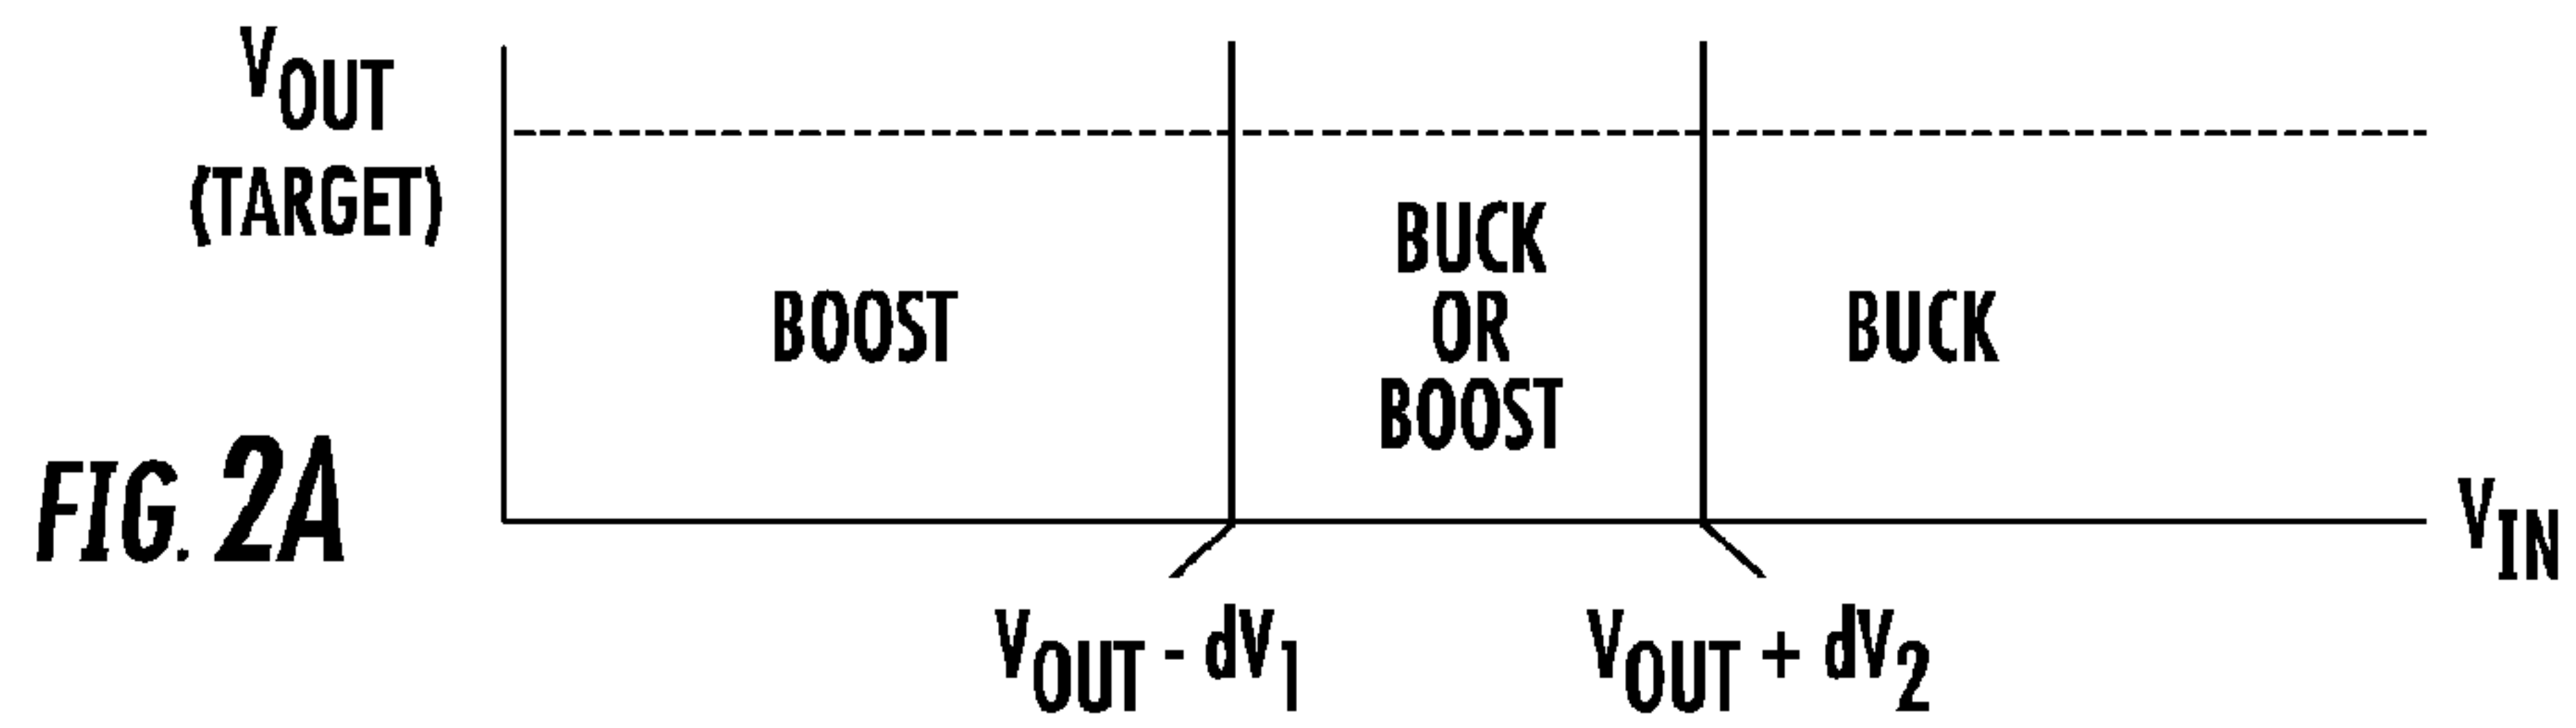 VOUT
(TARGET)
BOOST
BUCK
OR
BOOST
BUCK
FIG. 2A
VIN
VOUT - dV1
VOUT + dV2